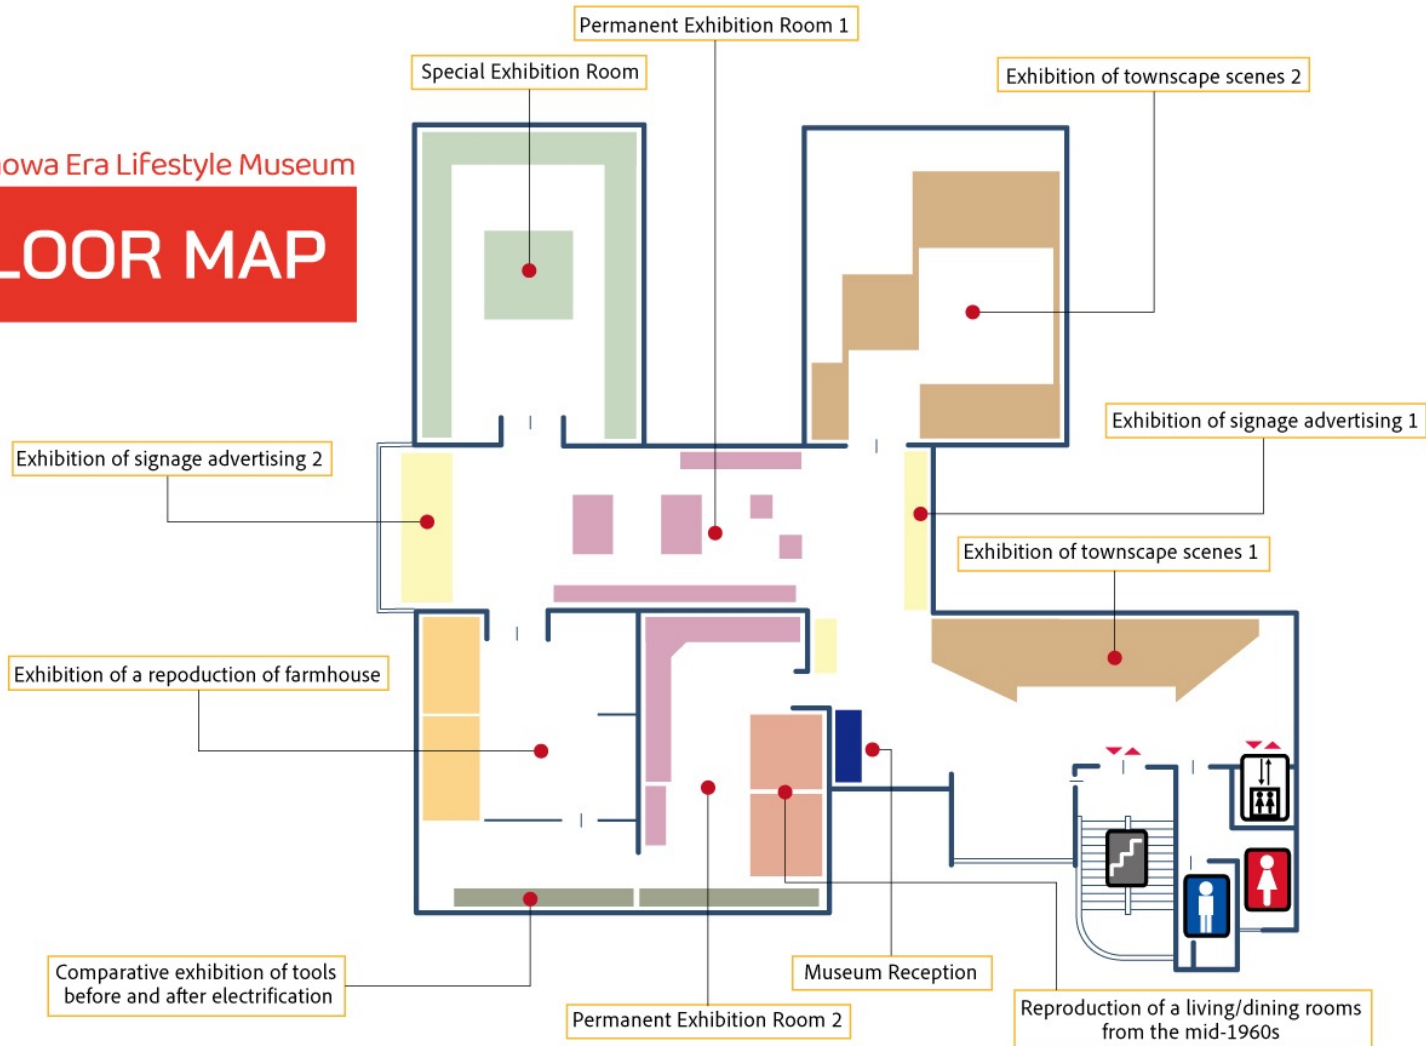 Permanent Exhibition Room 1
Special Exhibition Room
Exhibition of townscape scenes 2
owa Era Lifestyle Museum
LOOR MAP
Exhibition of signage advertising 1
Exhibition of signage advertising 2
Exhibition of townscape scenes 1
Exhibition of a repoduction of farmhouse
Comparative exhibition of tools
before and after electrification
Museum Reception
Permanent Exhibition Room 2
Reproduction of a living/dining rooms
from the mid-1960s